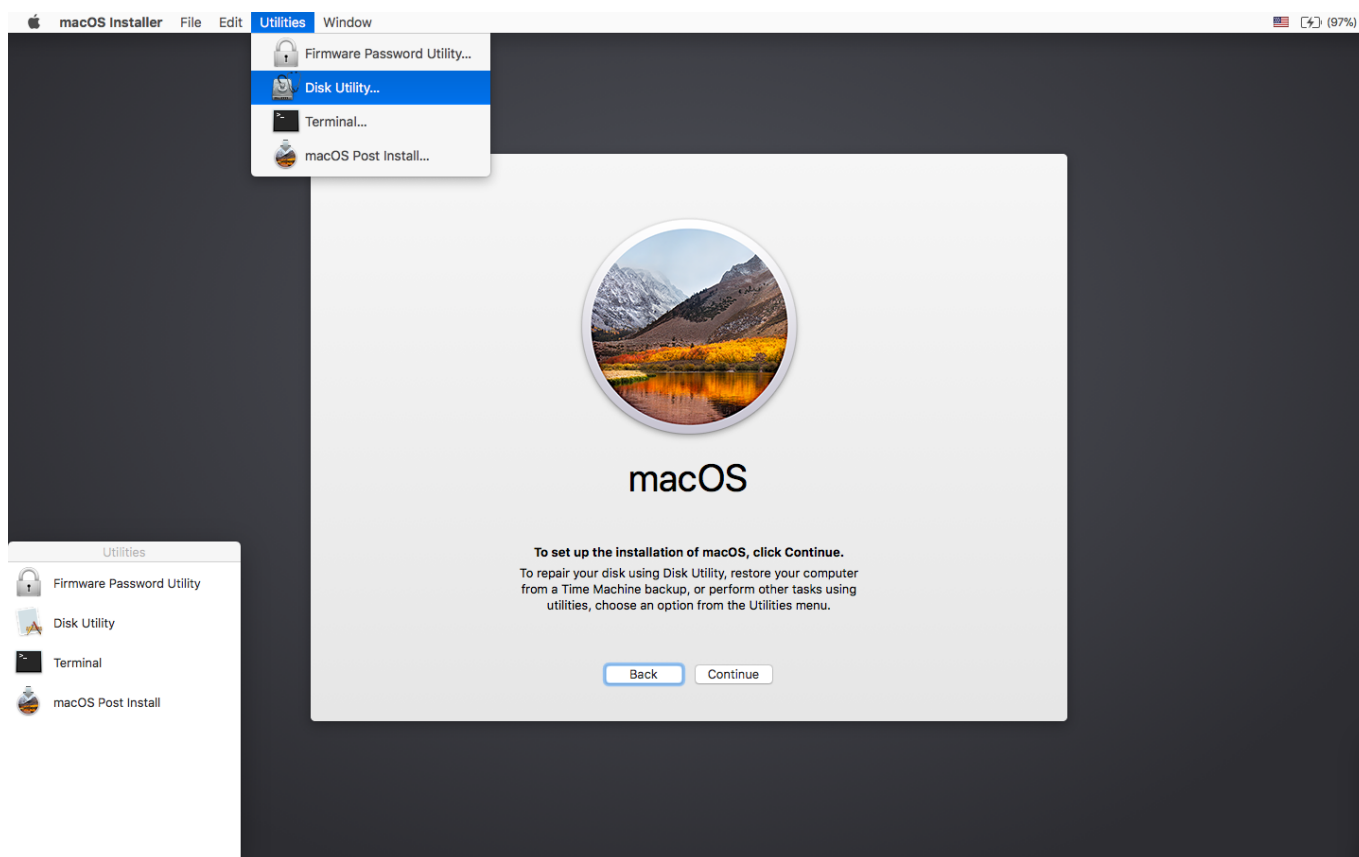 macOS Installer File Edit Utilities Window (97%)
Firmware Password Utility...
Disk Utility...
Terminal...
macOS Post Install...
macOS
To set up the installation of macOS, click Continue.
To repair your disk using Disk Utility, restore your computer
from a Time Machine backup, or perform other tasks using
utilities, choose an option from the Utilities menu.
Back Continue
Utilities
Firmware Password Utility
Disk Utility
Terminal
macOS Post Install